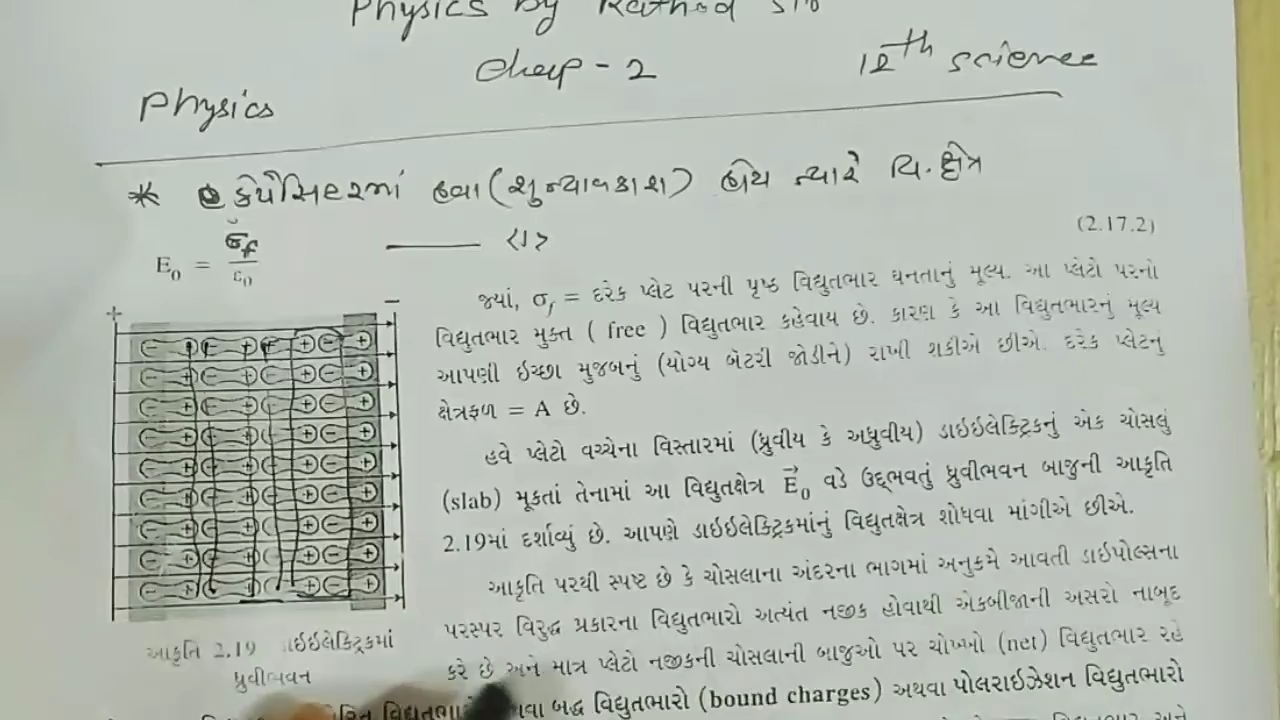 Physics by Rathod
Chap - 2
12th science
Physics
* કેપેસિટરમાં હવા (શુન્યાવકાશ) હોય ત્યારે વિ.ક્ષેત્ર
E₀ = σf / ε₀ <1> (2.17.2)
જ્યાં, σf = દરેક પ્લેટ પરની પૃષ્ઠ વિદ્યુતભાર ઘનતાનું મૂલ્ય. આ પ્લેટો પરનો
વિદ્યુતભાર મુક્ત ( free ) વિદ્યુતભાર કહેવાય છે. કારણ કે આ વિદ્યુતભારનું મૂલ્ય
આપણી ઇચ્છા મુજબનું (યોગ્ય બૅટરી જોડીને) રાખી શકીએ છીએ. દરેક પ્લેટનુ
ક્ષેત્રફળ = A છે.
હવે પ્લેટો વચ્ચેના વિસ્તારમાં (ધ્રુવીય કે અધ્રુવીય) ડાઇઇલેક્ટ્રિકનું એક ચોસલું
(slab) મૂકતાં તેનામાં આ વિદ્યુતક્ષેત્ર E⃗₀ વડે ઉદ્ભવતું ધ્રુવીભવન બાજુની આકૃતિ
2.19માં દર્શાવ્યું છે. આપણે ડાઇઇલેક્ટ્રિકમાંનું વિદ્યુતક્ષેત્ર શોધવા માંગીએ છીએ.
આકૃતિ પરથી સ્પષ્ટ છે કે ચોસલાના અંદરના ભાગમાં અનુક્રમે આવતી ડાઇપોલ્સના
પરસ્પર વિરુદ્ધ પ્રકારના વિદ્યુતભારો અત્યંત નજીક હોવાથી એકબીજાની અસરો નાબૂદ
કરે છે અને માત્ર પ્લેટો નજીકની ચોસલાની બાજુઓ પર ચોખ્ખો (net) વિદ્યુતભાર રહે
આકૃતિ 2.19 ડાઇઇલેક્ટ્રિકમાં
ધ્રુવીભવન
વિદ્યુતભા બદ્ધ વિદ્યુતભારો (bound charges) અથવા પોલરાઇઝેશન વિદ્યુતભારો